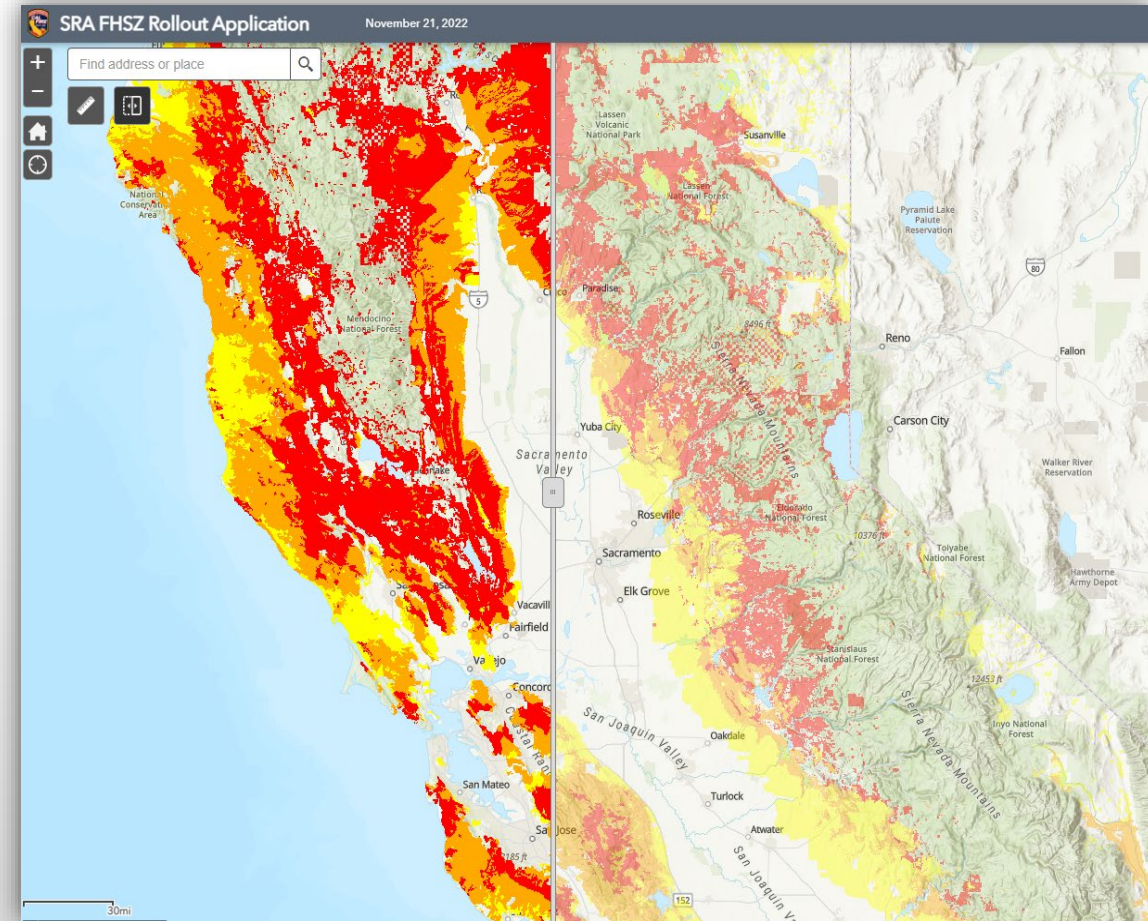 SRA FHSZ Rollout Application
November 21, 2022
+
Find address or place
−
Lassen
Volcanic
National Park
Susanville
Lassen
National Forest
National
Conservation
Area
Pyramid Lake
Paiute
Reservation
80
5
Paradise
Mendocino
National Forest
8496 ft
Reno
Fallon
Sierra Nevada Mountains
Carson City
Yuba City
Sacramento
Valley
Walker River
Reservation
Roseville
Eldorado
National Forest
10376 ft
Sacramento
Toiyabe
National Forest
Elk Grove
Hawthorne
Army Depot
Vacavill
Fairfield
Stanislaus
National Forest
Vallejo
Concord
12453 ft
Sierra Nevada Mountains
Inyo National
Forest
San Joaquin Valley
Oakdale
San Mateo
Turlock
Atwater
San Jose
2185 ft
San Joaquin V
152
30mi